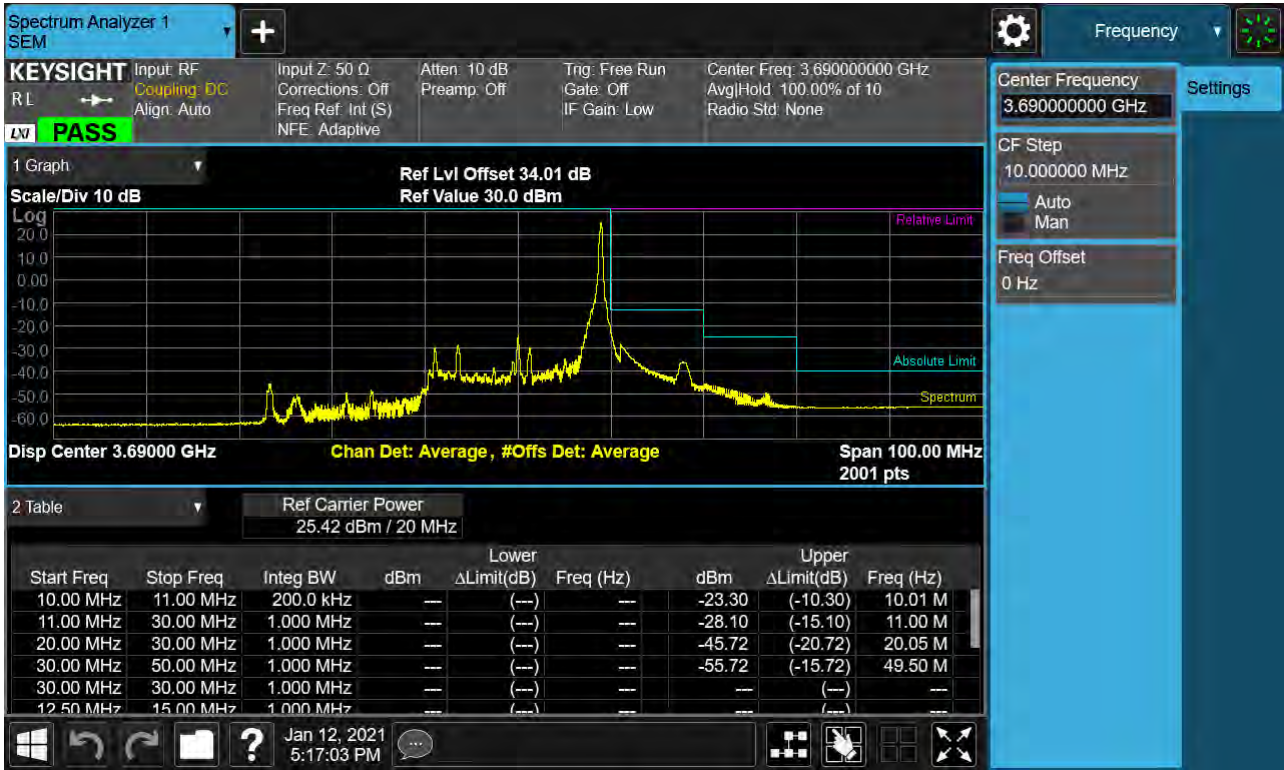 Spectrum Analyzer 1
SEM
+
Frequency
KEYSIGHT
RL
LXI
PASS
Input: RF
Coupling: DC
Align: Auto
Input Z: 50 Ω
Corrections: Off
Freq Ref: Int (S)
NFE: Adaptive
Atten: 10 dB
Preamp: Off
Trig: Free Run
Gate: Off
IF Gain: Low
Center Freq: 3.690000000 GHz
Avg|Hold: 100.00% of 10
Radio Std: None
Center Frequency
3.690000000 GHz
Settings
CF Step
10.000000 MHz
Auto
Man
Freq Offset
0 Hz
1 Graph
Scale/Div 10 dB
Ref Lvl Offset 34.01 dB
Ref Value 30.0 dBm
Log
20.0
10.0
0.00
-10.0
-20.0
-30.0
-40.0
-50.0
-60.0
Relative Limit
Absolute Limit
Spectrum
Disp Center 3.69000 GHz
Chan Det: Average, #Offs Det: Average
Span 100.00 MHz
2001 pts
2 Table
Ref Carrier Power
25.42 dBm / 20 MHz
Lower Upper
Start Freq Stop Freq Integ BW dBm ΔLimit(dB) Freq (Hz) dBm ΔLimit(dB) Freq (Hz)
10.00 MHz 11.00 MHz 200.0 kHz --- (---) --- -23.30 (-10.30) 10.01 M
11.00 MHz 30.00 MHz 1.000 MHz --- (---) --- -28.10 (-15.10) 11.00 M
20.00 MHz 30.00 MHz 1.000 MHz --- (---) --- -45.72 (-20.72) 20.05 M
30.00 MHz 50.00 MHz 1.000 MHz --- (---) --- -55.72 (-15.72) 49.50 M
30.00 MHz 30.00 MHz 1.000 MHz --- (---) --- --- (---) ---
12.50 MHz 15.00 MHz 1.000 MHz --- (---) --- --- (---) ---
?
Jan 12, 2021
5:17:03 PM